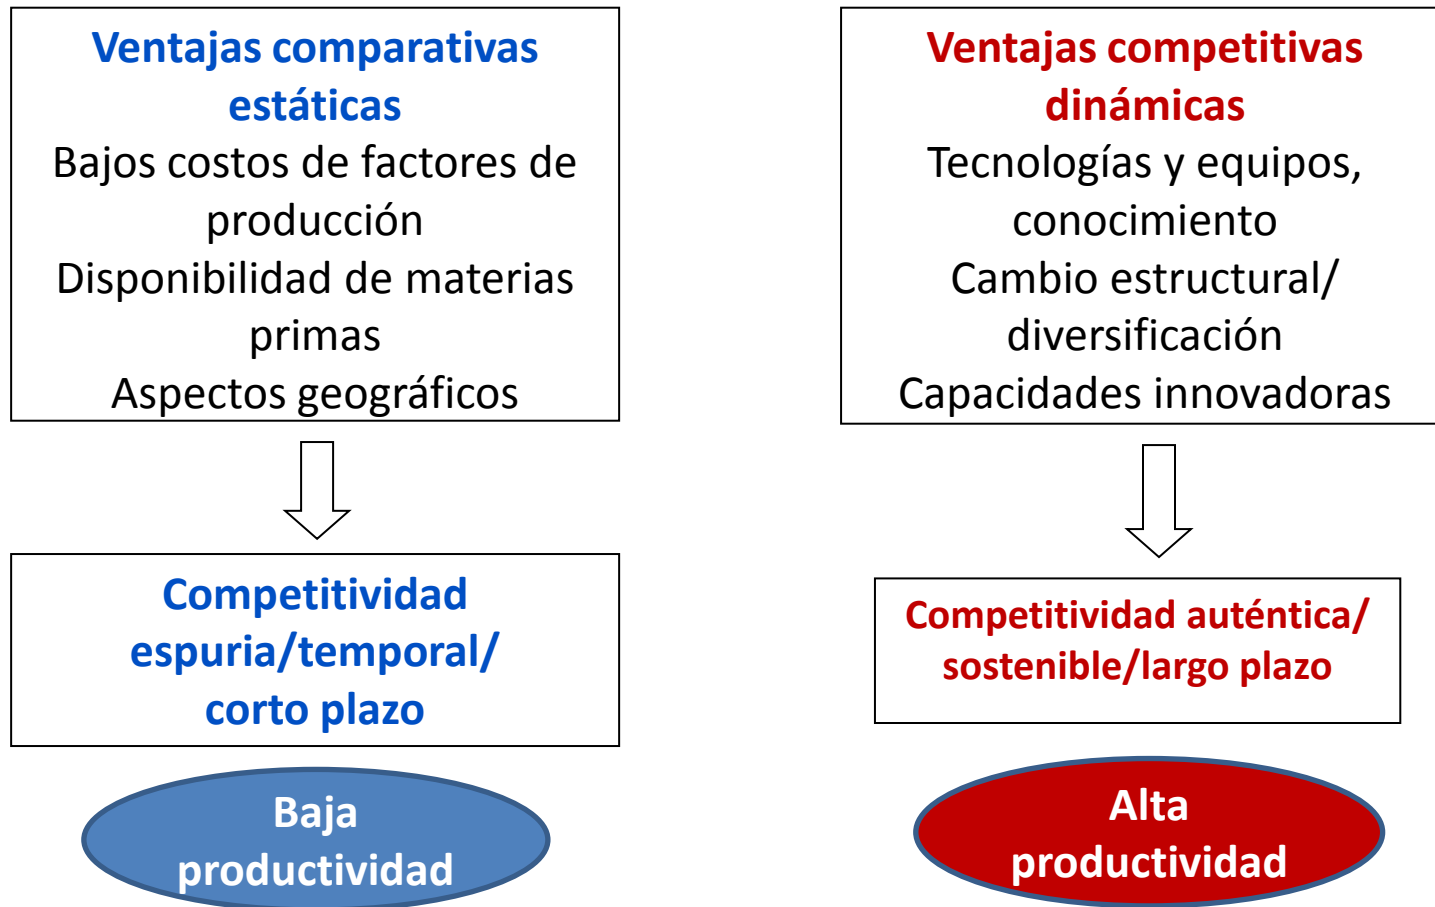 Ventajas comparativas
estáticas
Bajos costos de factores de
producción
Disponibilidad de materias
primas
Aspectos geográficos
Competitividad
espuria/temporal/
corto plazo
Baja
productividad
Ventajas competitivas
dinámicas
Tecnologías y equipos,
conocimiento
Cambio estructural/
diversificación
Capacidades innovadoras
Competitividad auténtica/
sostenible/largo plazo
Alta
productividad